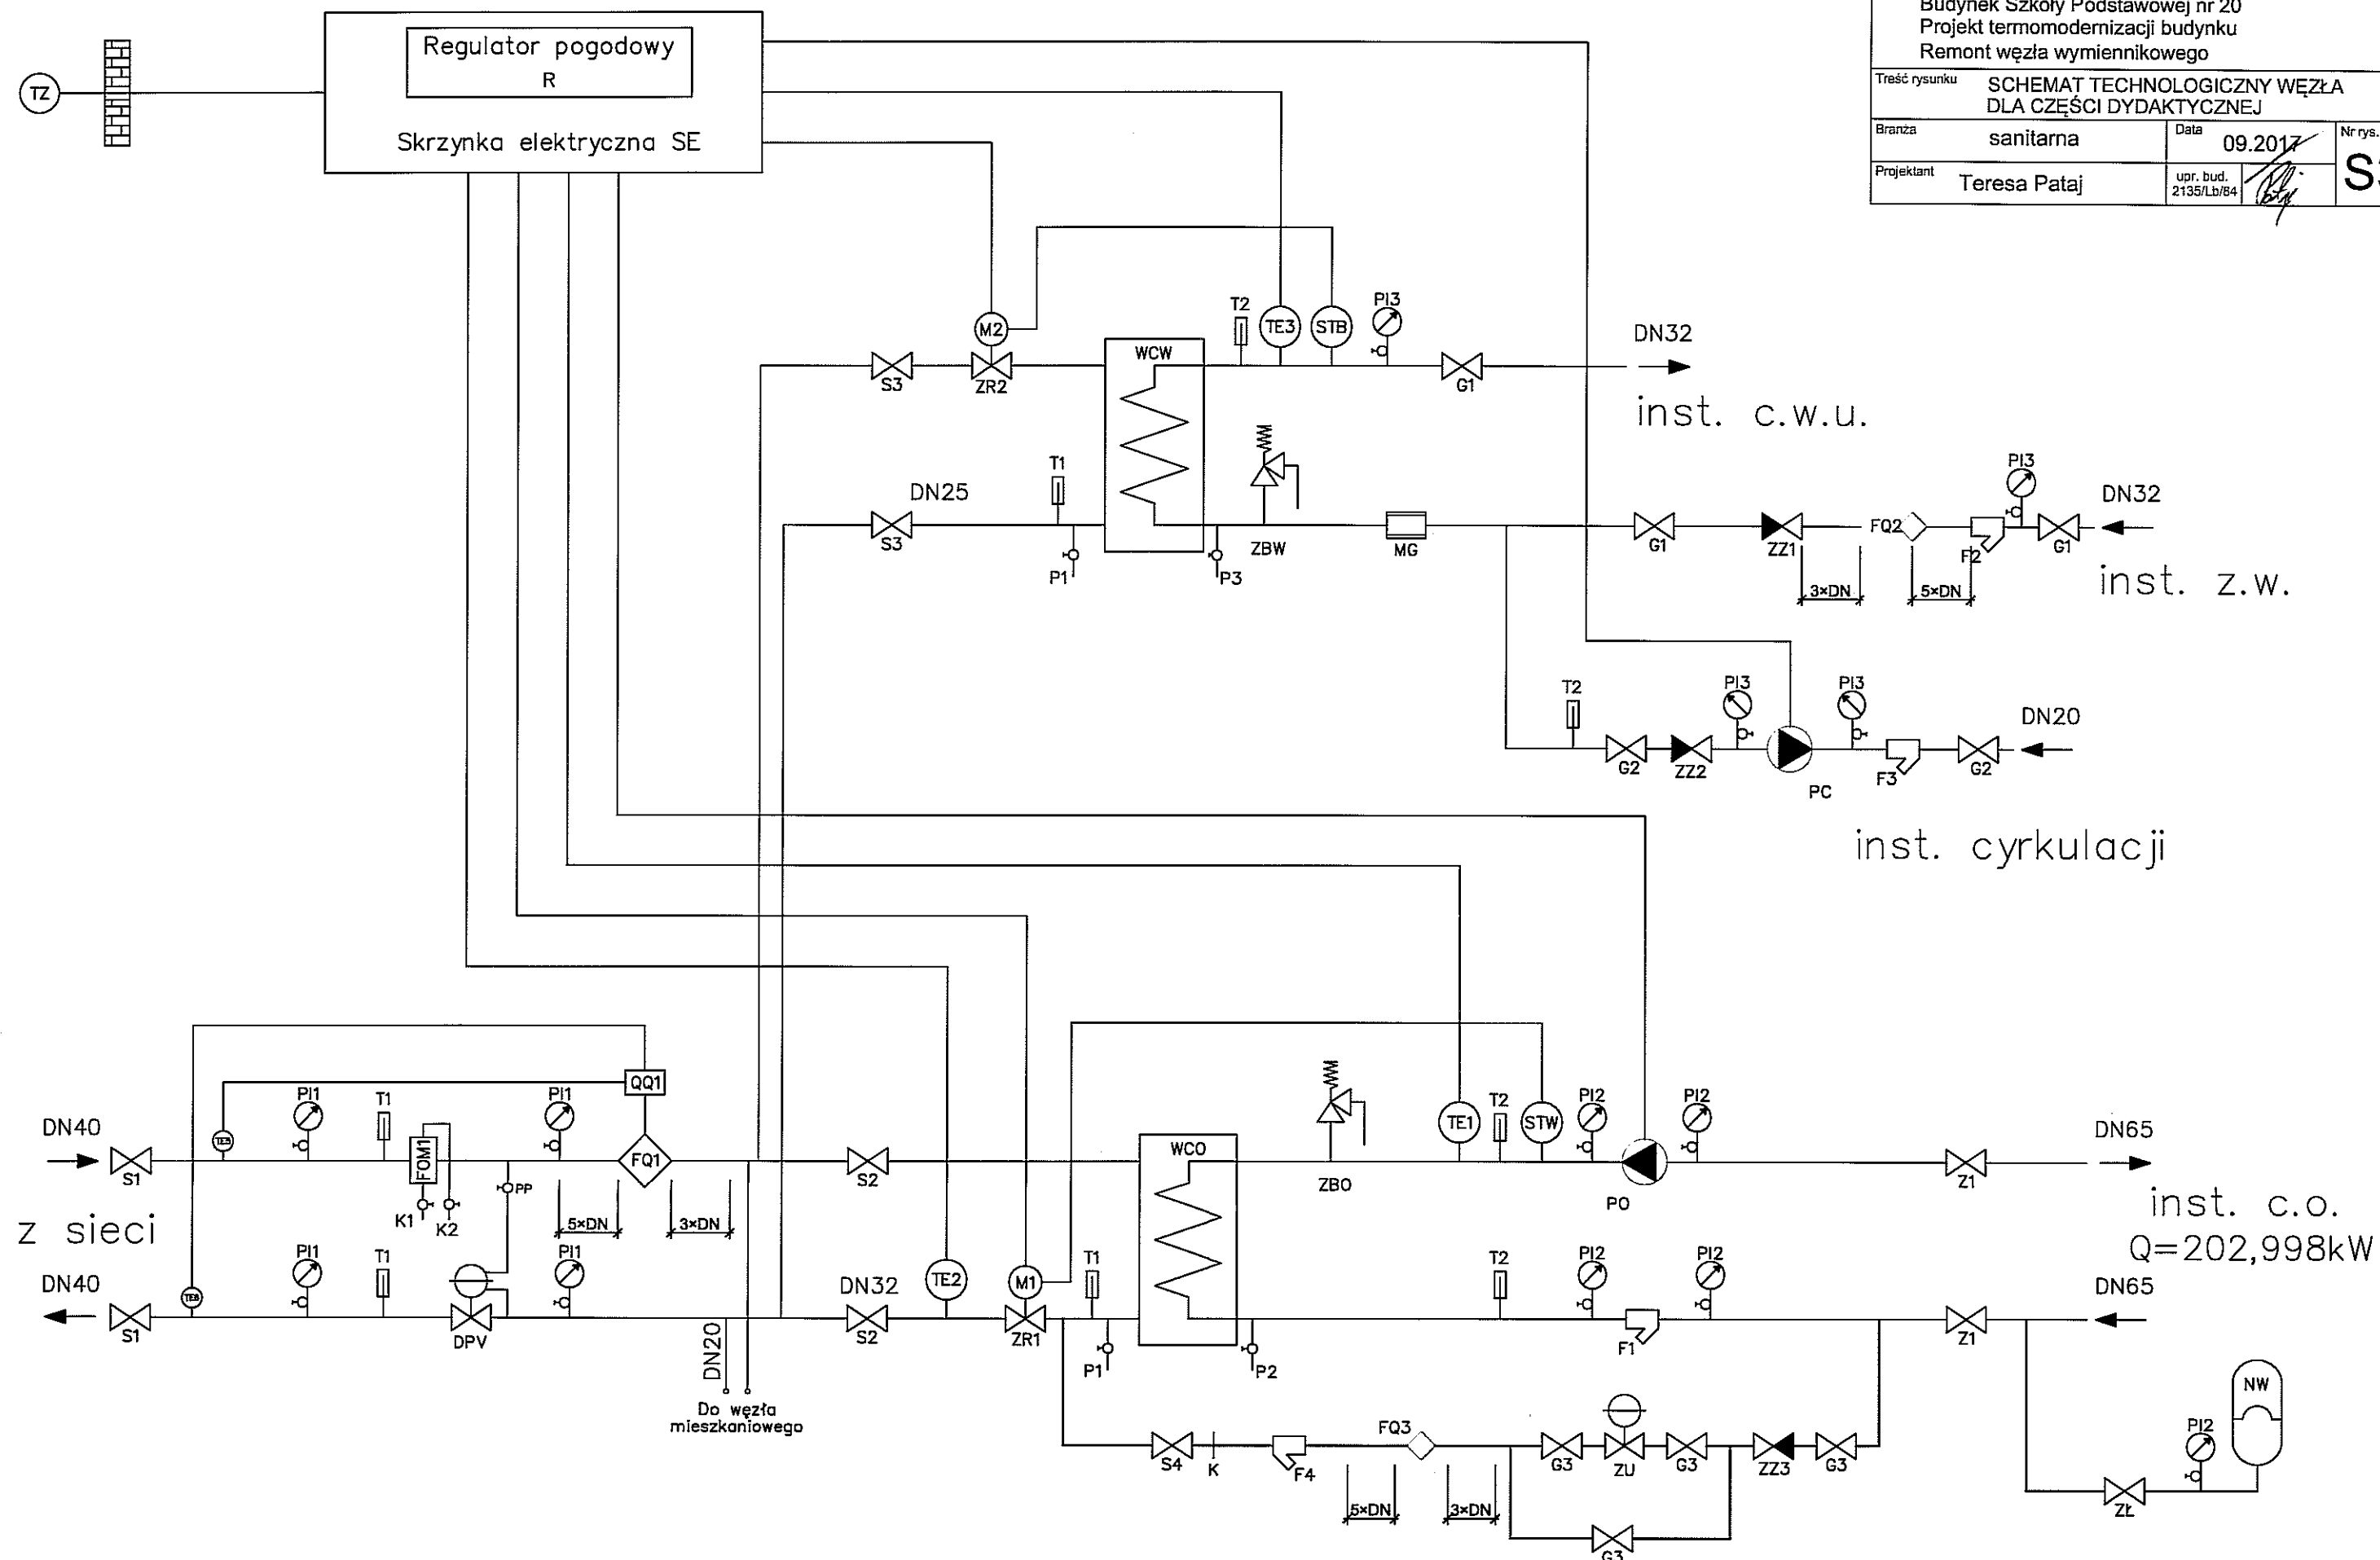 Budynek Szkoły Podstawowej nr 20
Projekt termomodernizacji budynku
Remont węzła wymiennikowego
Treść rysunku SCHEMAT TECHNOLOGICZNY WĘZŁA
DLA CZĘŚCI DYDAKTYCZNEJ
Branża sanitarna Data 09.2017 Nr rys.
Projektant Teresa Pataj upr. bud.
2135/Lb/84
Regulator pogodowy
R
Skrzynka elektryczna SE
TZ
M2 T2 TE3 STB PI3 DN32
S3 ZR2 WCW G1
inst. c.w.u.
DN25 T1 PI3 DN32
S3 P1 P3 ZBW MG G1 ZZ1 FQ2 F2 G1
3×DN 5×DN
inst. z.w.
T2 PI3 PI3 DN20
G2 ZZ2 PC F3 G2
inst. cyrkulacji
QQ1
DN40 PI1 T1 PI1 TE1 T2 STW PI2 PI2 DN65
S1 FOM1 FQ1 S2 WCO ZBO PO Z1
K1 K2 PP 5×DN 3×DN
z sieci
inst. c.o.
Q=202,998kW
DN40 PI1 T1 PI1 DN32 TE2 M1 T1 T2 PI2 PI2 DN65
S1 DPV S2 ZR1 P1 P2 F1 Z1
DN20
Do węzła
mieszkaniowego
NW
PI2
S4 K F4 FQ3 G3 ZU G3 ZZ3 G3
5×DN 3×DN
ZŁ
G3